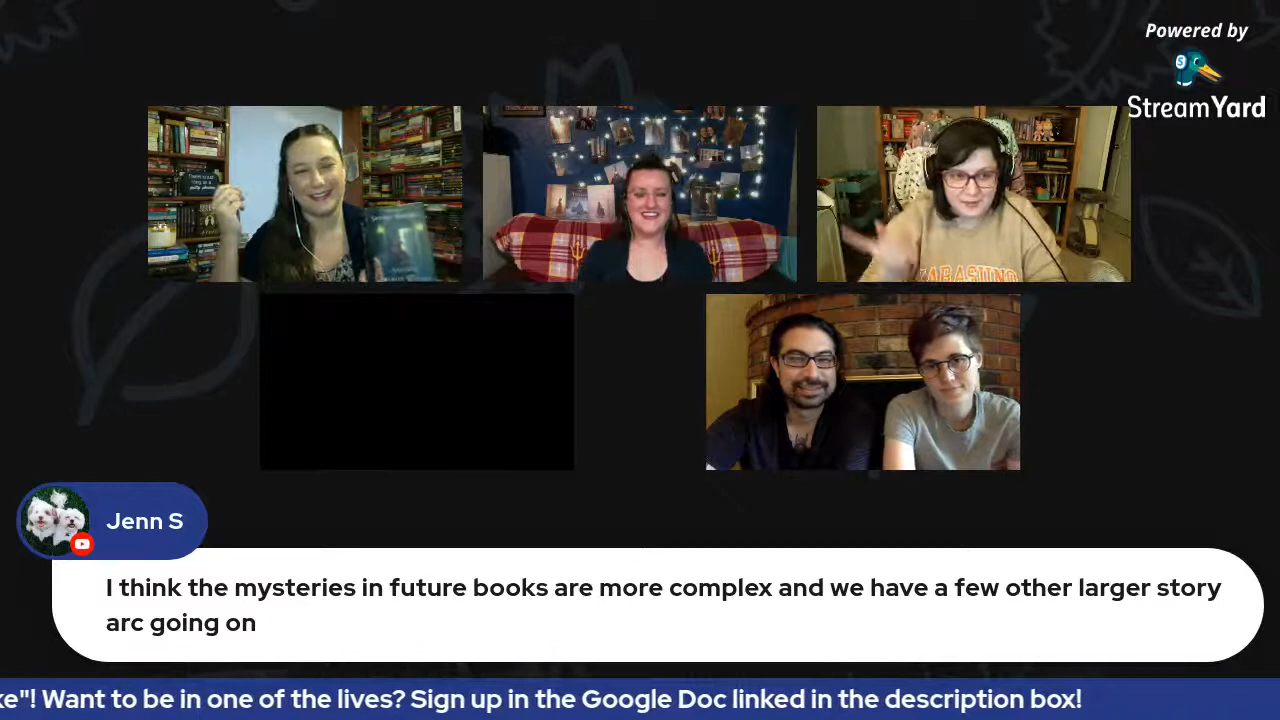 Powered by
StreamYard
KARASUNO
Jenn S
I think the mysteries in future books are more complex and we have a few other larger story
arc going on
ke"! Want to be in one of the lives? Sign up in the Google Doc linked in the description box!